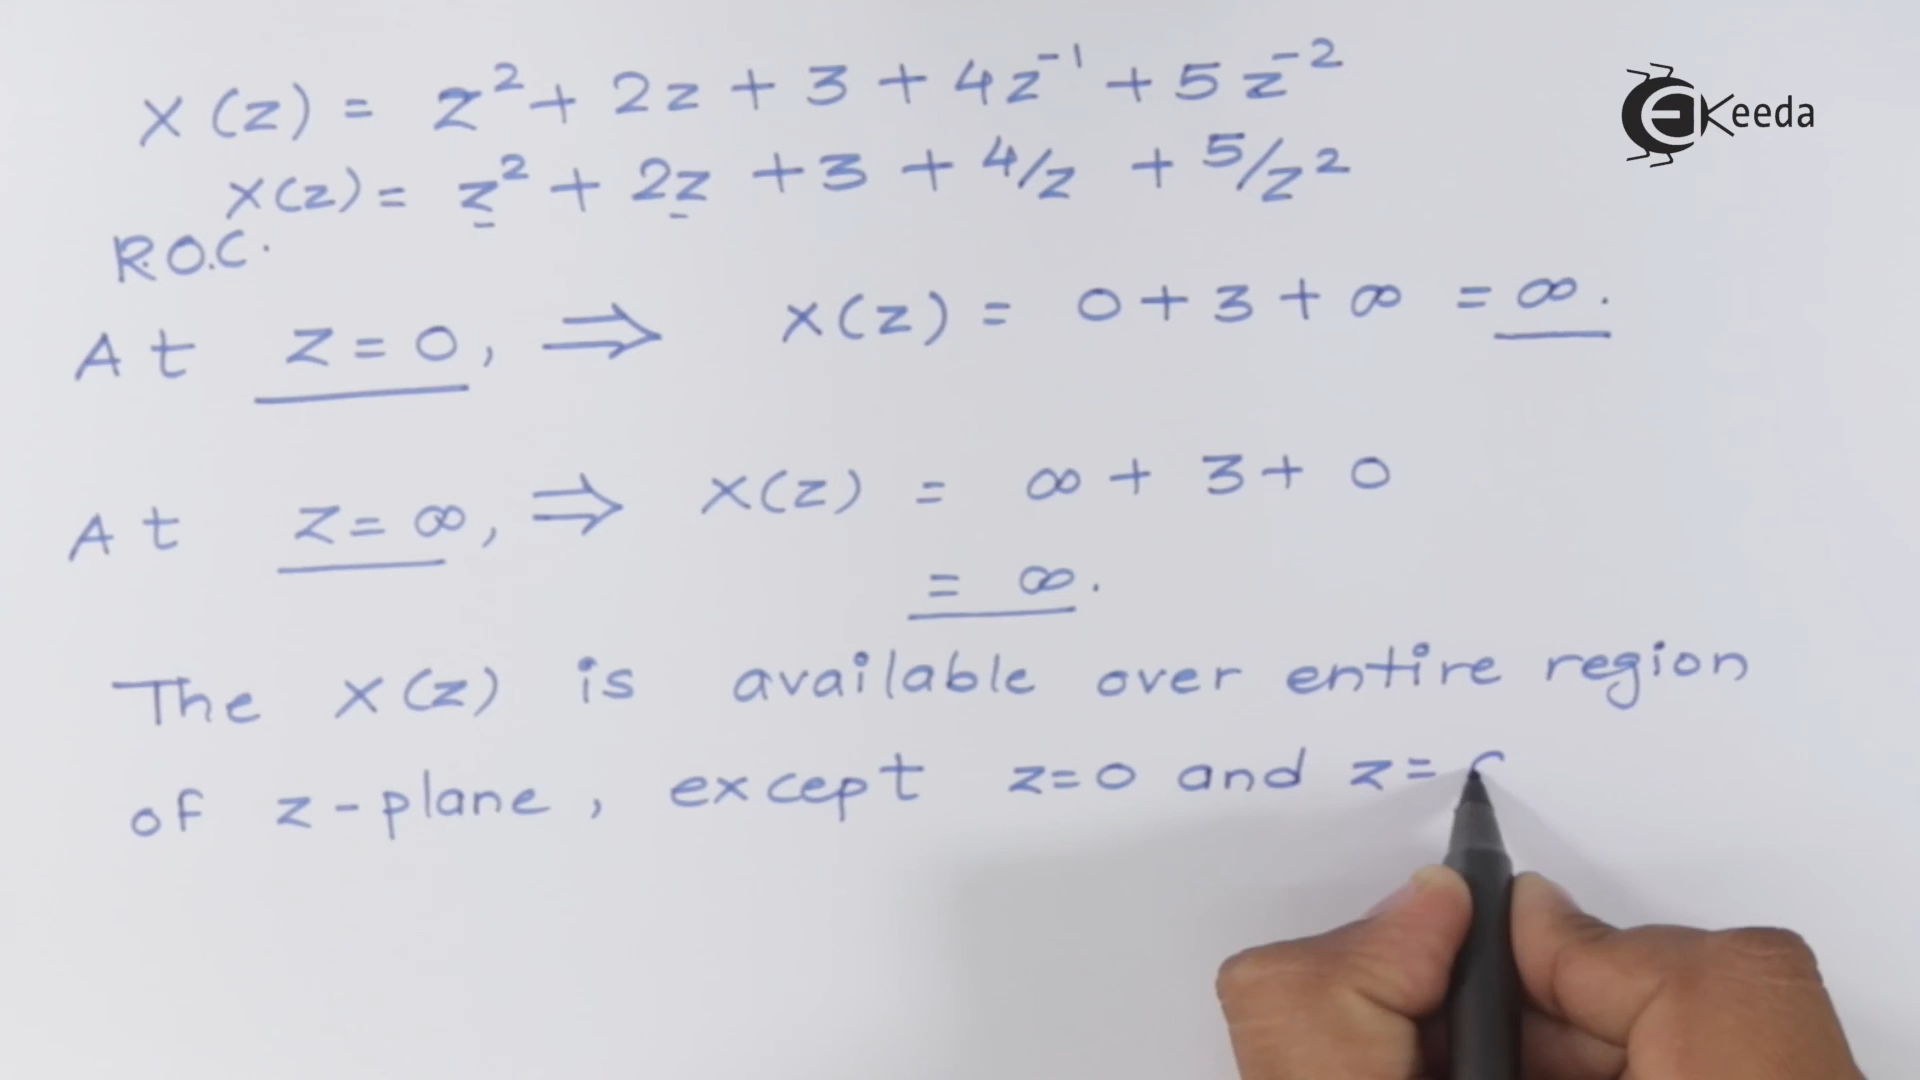 X(z) = z² + 2z + 3 + 4z⁻¹ + 5z⁻²
EKeeda
X(z) = z² + 2z + 3 + 4/z + 5/z²
R.O.C.
At z = 0, ⇒ X(z) = 0 + 3 + ∞ = ∞.
At z = ∞, ⇒ X(z) = ∞ + 3 + 0
= ∞.
The X(z) is available over entire region
of z-plane, except z=0 and z=